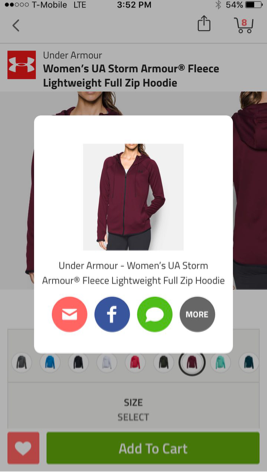 T-Mobile LTE 3:52 PM 54%
8
Under Armour
Women's UA Storm Armour® Fleece
Lightweight Full Zip Hoodie
Under Armour - Women's UA Storm
Armour® Fleece Lightweight Full Zip Hoodie
f
MORE
SIZE
SELECT
Add To Cart